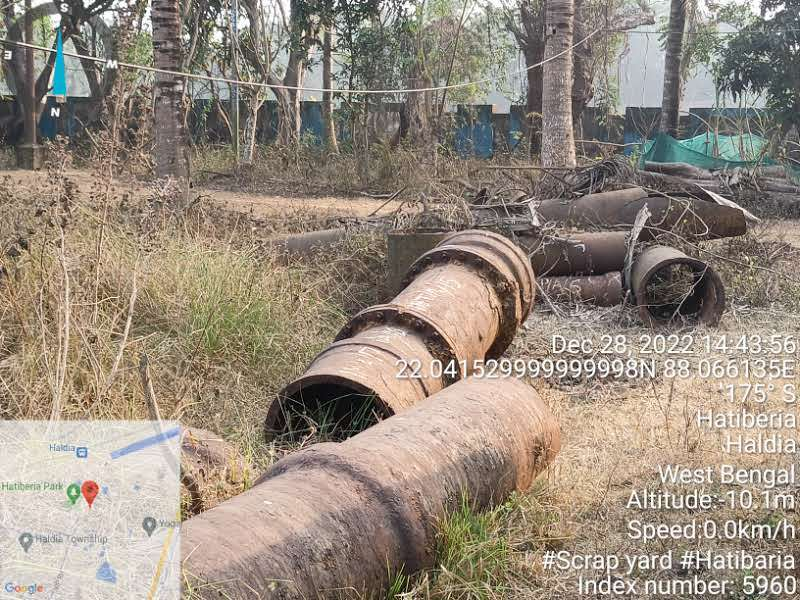 S
E
W
N
Dec 28, 2022 14:43:56
22.041529999999998N 88.066135E
175° S
Hatiberia
Haldia
West Bengal
Altitude:-10.1m
Speed:0.0km/h
#Scrap yard #Hatibaria
Index number: 5960
Haldia
Hatiberia Park
Haldia Township
Google